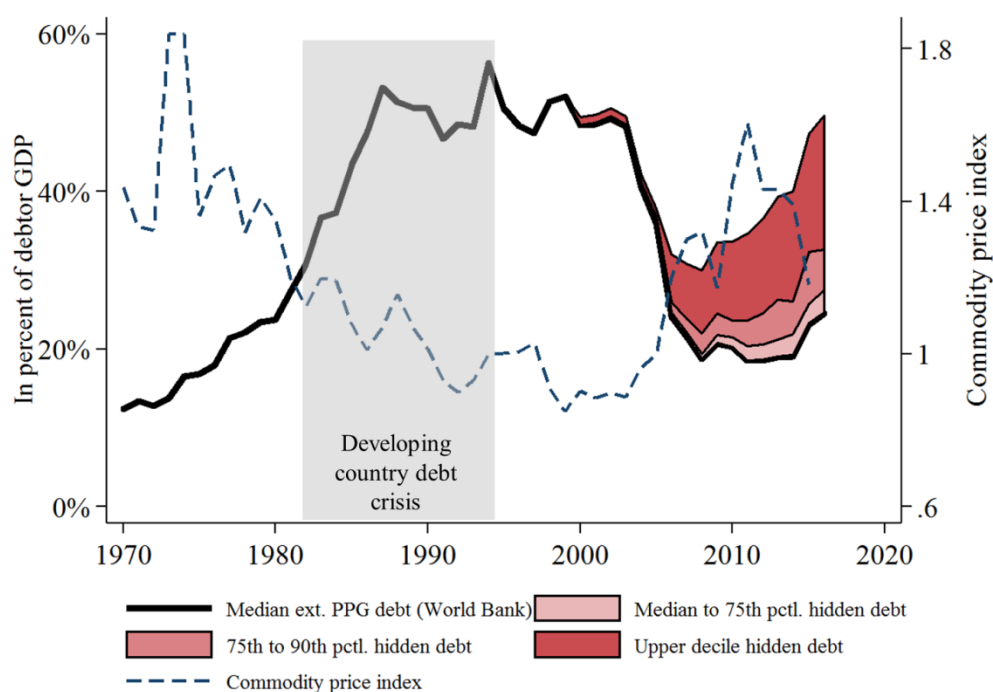 60%
40%
20%
0%
In percent of debtor GDP
1.8
1.4
1
.6
Commodity price index
Developing
country debt
crisis
1970 1980 1990 2000 2010 2020
Median ext. PPG debt (World Bank) Median to 75th pctl. hidden debt
75th to 90th pctl. hidden debt Upper decile hidden debt
Commodity price index